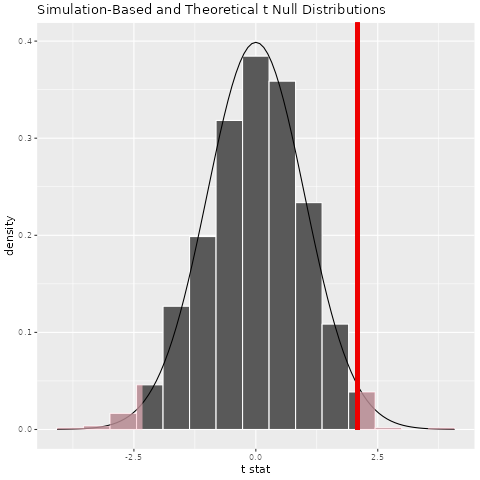 Simulation-Based and Theoretical t Null Distributions
0.4
0.3
0.2
0.1
0.0
density
-2.5 0.0 2.5
t stat